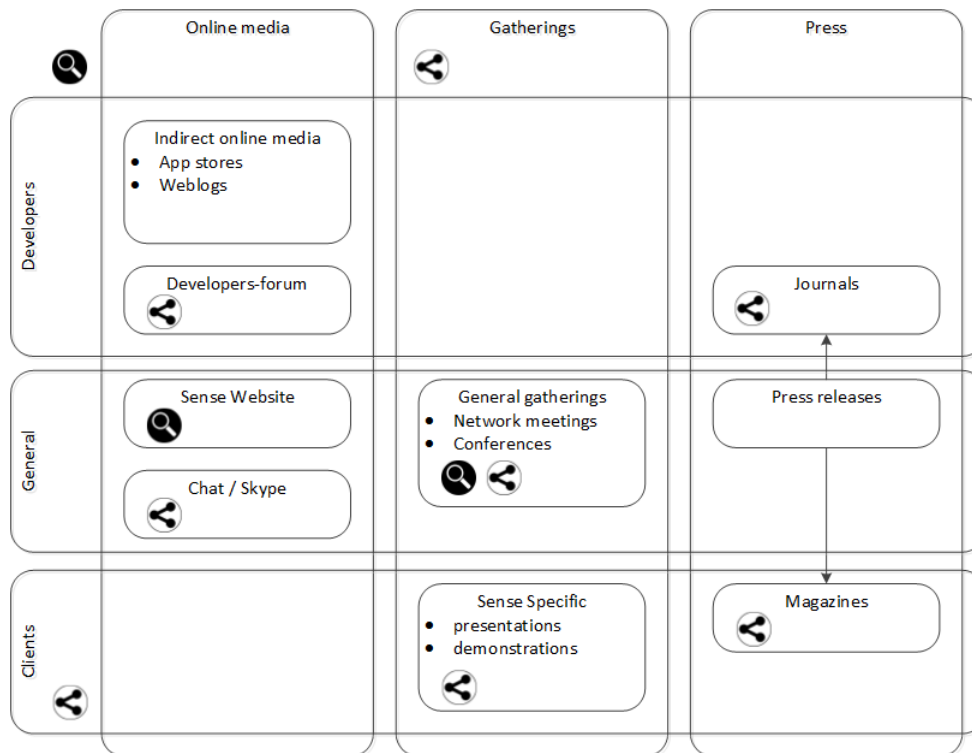 Online media
Gatherings
Press
Developers
Indirect online media
• App stores
• Weblogs
Developers-forum
Journals
General
Sense Website
General gatherings
• Network meetings
• Conferences
Press releases
Chat / Skype
Clients
Sense Specific
• presentations
• demonstrations
Magazines